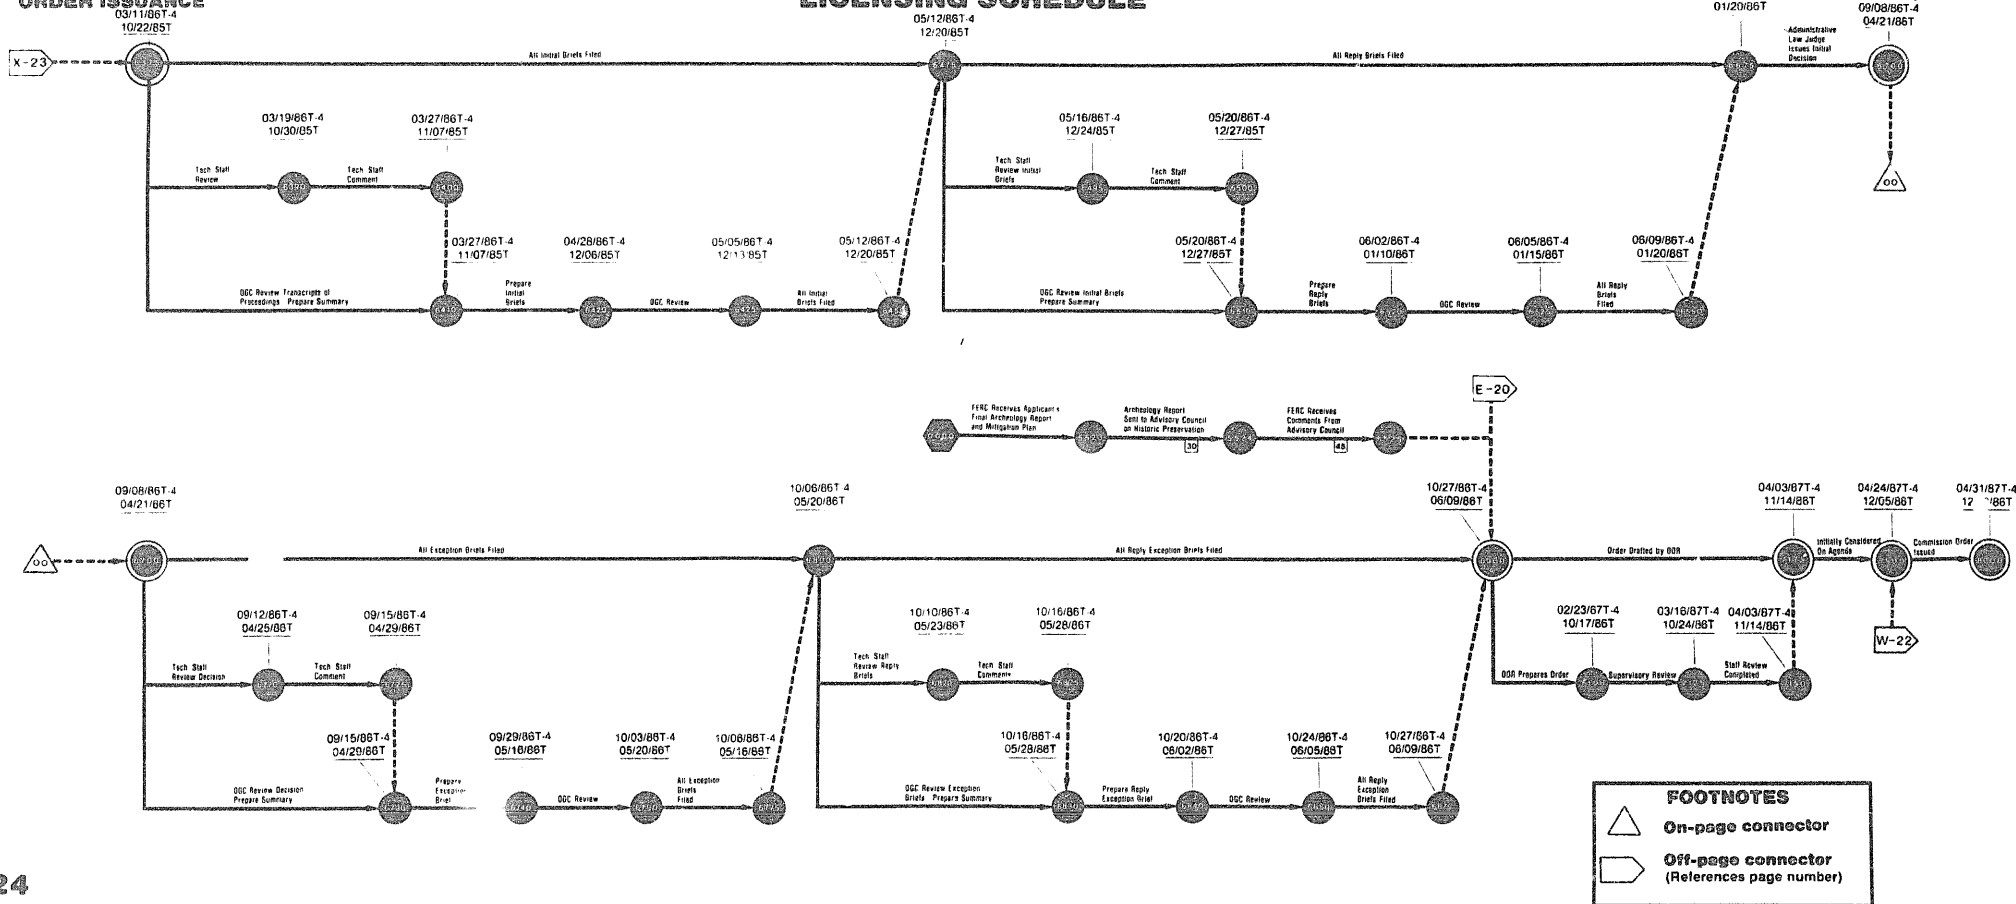 ORDER ISSUANCE
LICENSING SCHEDULE
03/11/86T-4
10/22/85T
05/12/86T-4
12/20/85T
01/20/86T
09/08/86T-4
04/21/86T
X-23
All Initial Briefs Filed
All Reply Briefs Filed
Administrative
Law Judge
Issues Initial
Decision
03/19/86T-4
10/30/85T
03/27/86T-4
11/07/85T
05/16/86T-4
12/24/85T
05/20/86T-4
12/27/85T
Tech Staff
Review
Tech Staff
Comment
Tech Staff
Review Initial
Briefs
Tech Staff
Comment
00
03/27/86T-4
11/07/85T
04/28/86T-4
12/06/85T
05/05/86T-4
12/13/85T
05/12/86T-4
12/20/85T
05/20/86T-4
12/27/85T
06/02/86T-4
01/10/86T
06/05/86T-4
01/15/86T
06/09/86T-4
01/20/86T
OGC Review Transcripts of
Proceedings Prepare Summary
Prepare
Initial
Briefs
OGC Review
All Initial
Briefs Filed
OGC Review Initial Briefs
Prepare Summary
Prepare
Reply
Briefs
OGC Review
All Reply
Briefs
Filed
E-20
FERC Receives Applicants
Final Archeology Report
and Mitigation Plan
Archeology Report
Sent to Advisory Council
on Historic Preservation
30
FERC Receives
Comments From
Advisory Council
45
09/08/86T-4
04/21/86T
10/06/86T-4
05/20/86T
10/27/86T-4
06/09/86T
04/03/87T-4
11/14/86T
04/24/87T-4
12/05/86T
04/31/87T-4
00
All Exception Briefs Filed
All Reply Exception Briefs Filed
Order Drafted by OOR
Initially Considered
On Agenda
Commission Order
Issued
09/12/86T-4
04/25/86T
09/15/86T-4
04/29/86T
10/10/86T-4
05/23/86T
10/16/86T-4
05/28/86T
02/23/87T-4
10/17/86T
03/16/87T-4
10/24/86T
04/03/87T-4
11/14/86T
W-22
Tech Staff
Review Decision
Tech Staff
Comment
Tech Staff
Review Reply
Briefs
Tech Staff
Comments
OOR Prepares Order
Supervisory Review
Staff Review
Completed
09/15/86T-4
04/29/86T
09/29/86T-4
05/16/86T
10/03/86T-4
05/20/86T
10/06/86T-4
05/16/86T
10/16/86T-4
05/28/86T
10/20/86T-4
06/02/86T
10/24/86T-4
06/05/86T
10/27/86T-4
06/09/86T
OGC Review Decision
Prepare Summary
Prepare
Exception
Brief
OGC Review
All Exception
Briefs
Filed
OGC Review Exception
Briefs Prepare Summary
Prepare Reply
Exception Brief
OGC Review
All Reply
Exception
Briefs Filed
FOOTNOTES
On-page connector
Off-page connector
(References page number)
24